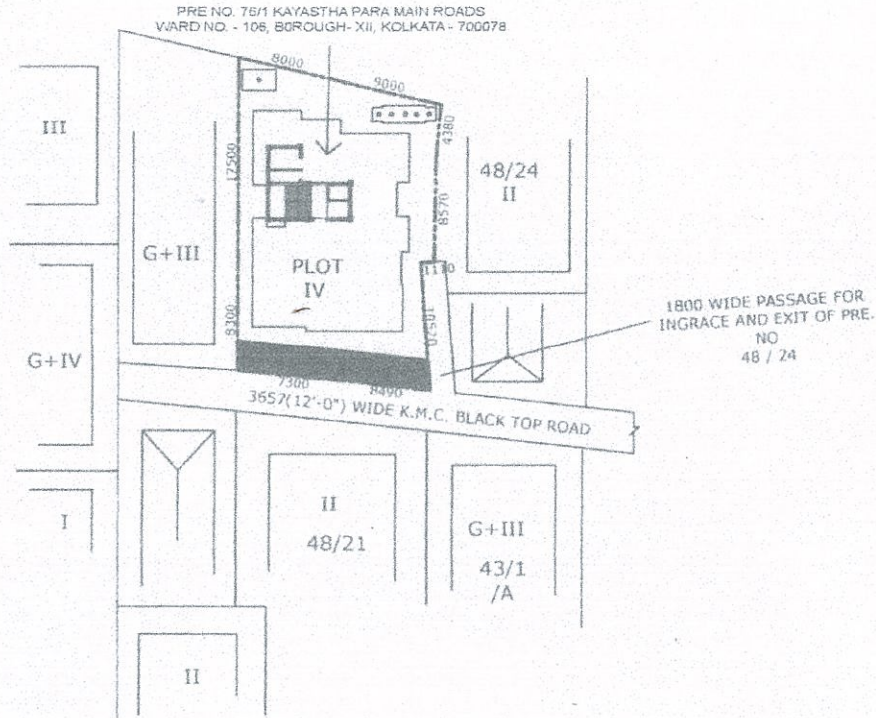 PRE NO. 76/1 KAYASTHA PARA MAIN ROADS
WARD NO. - 106, BOROUGH- XII, KOLKATA - 700078
8000
9000
III
17500
4380
48/24
II
8570
G+III
PLOT
IV
1110
8300
10520
1800 WIDE PASSAGE FOR
INGRACE AND EXIT OF PRE.
NO
48 / 24
G+IV
7300
8490
3657(12'-0") WIDE K.M.C. BLACK TOP ROAD
I
II
48/21
G+III
43/1
/A
II